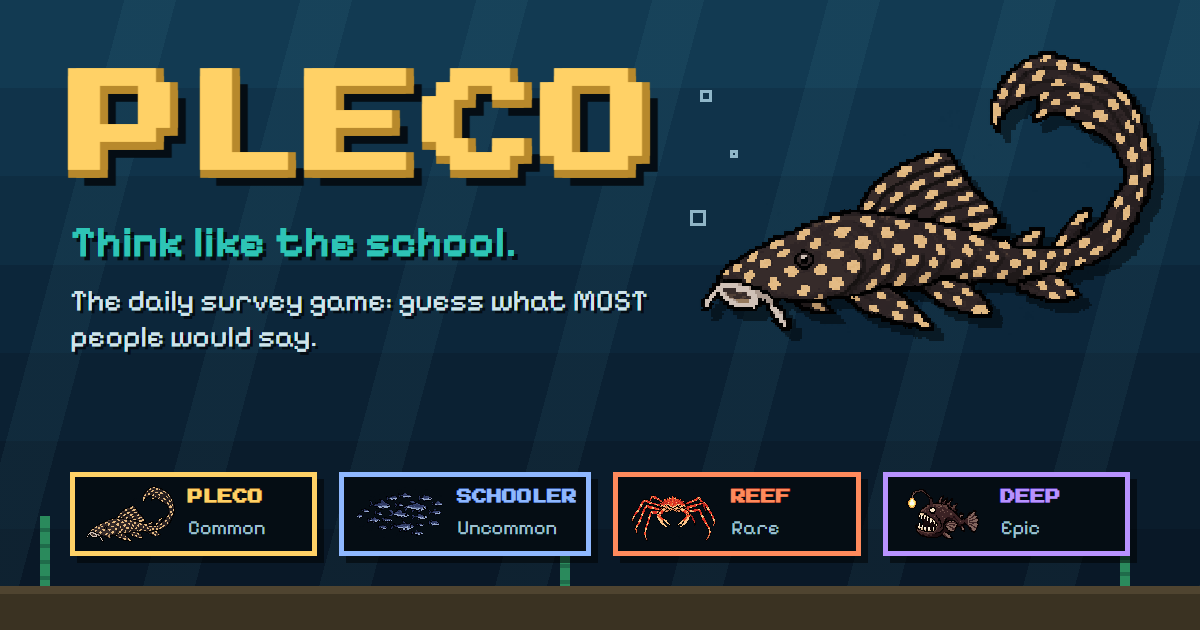 PLECO
Think like the school.
The daily survey game: guess what MOST
people would say.
PLECO
Common
SCHOOLER
Uncommon
REEF
Rare
DEEP
Epic